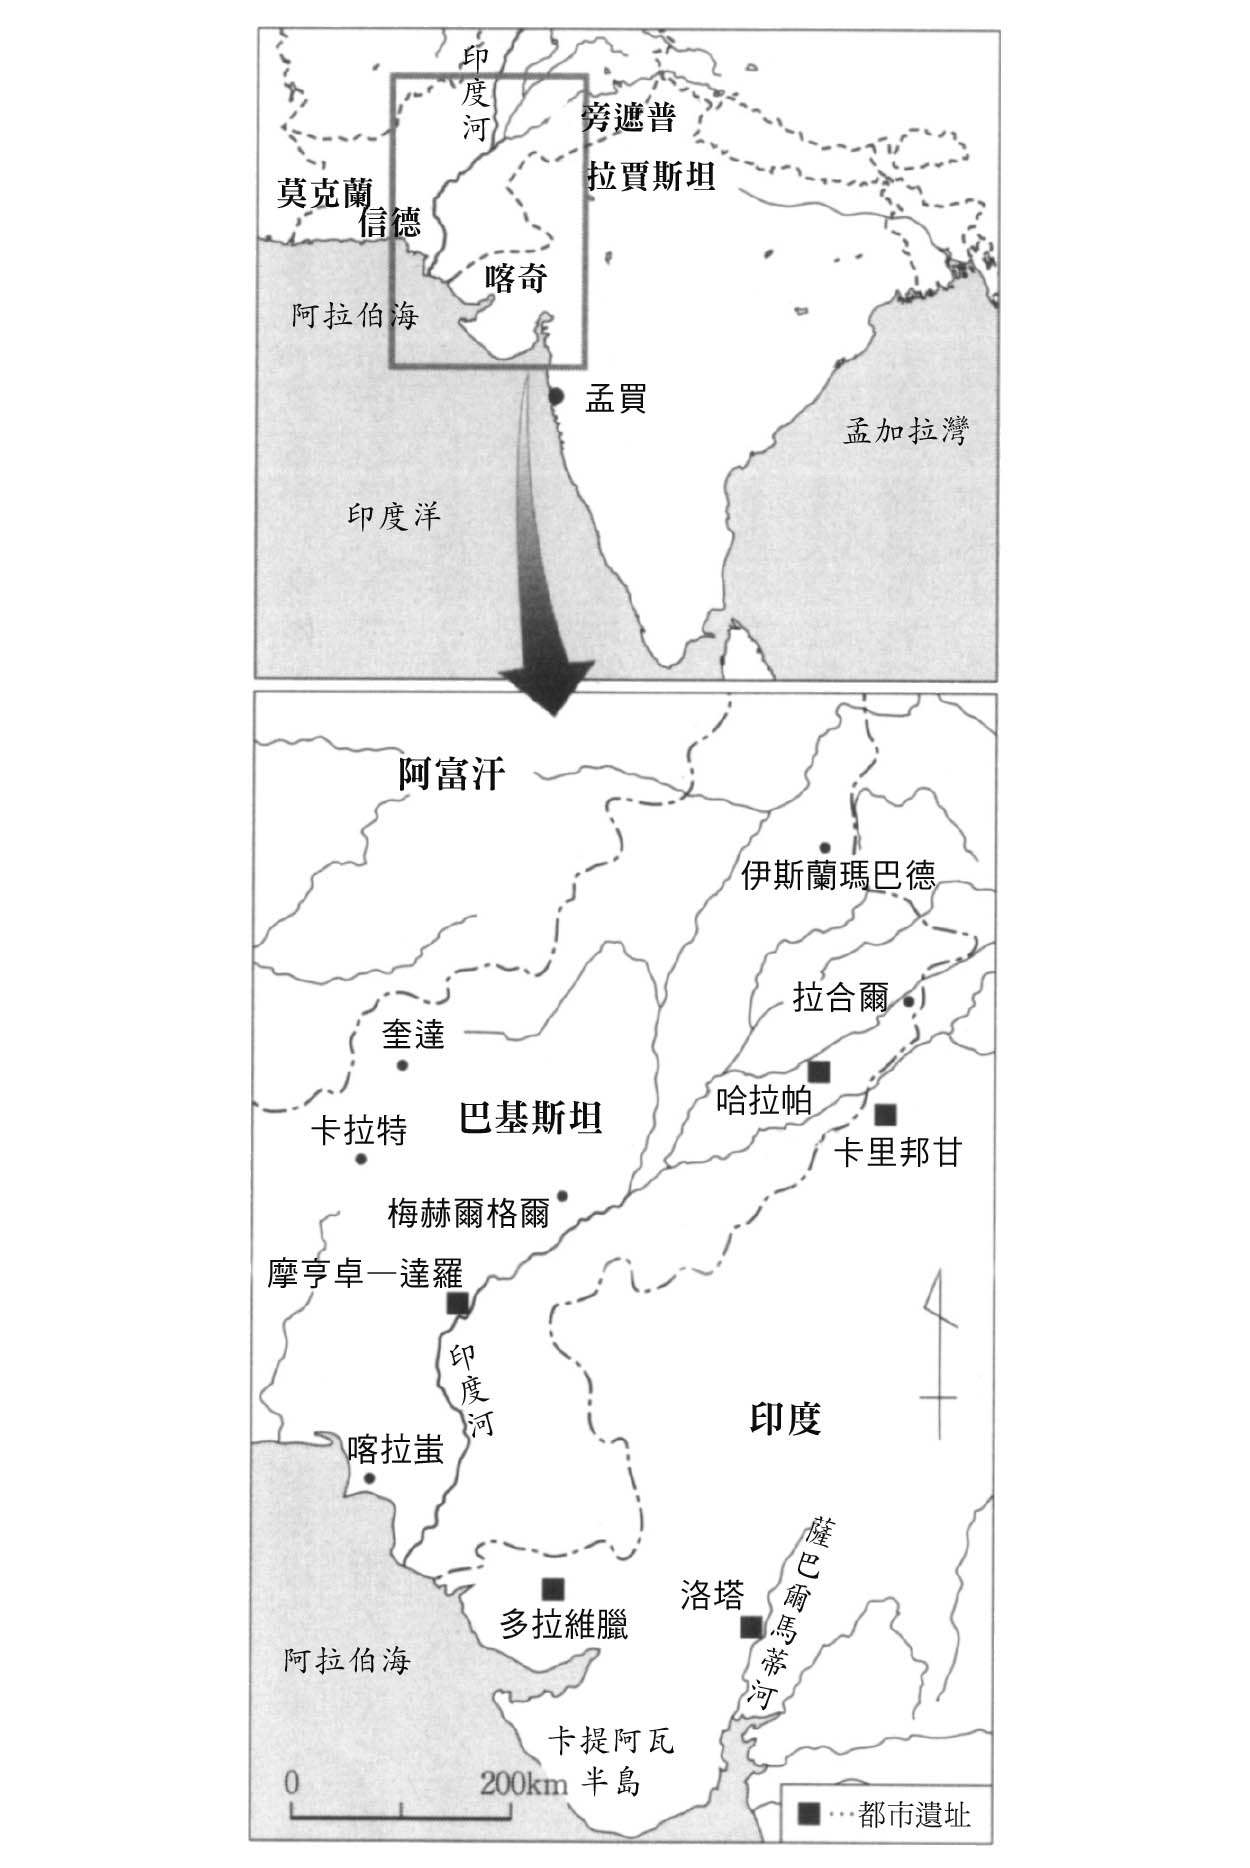 印度河
旁遮普
拉賈斯坦
莫克蘭
信德
喀奇
阿拉伯海
孟買
孟加拉灣
印度洋
阿富汗
伊斯蘭瑪巴德
拉合爾
奎達
哈拉帕
巴基斯坦
卡拉特
卡里邦甘
梅赫爾格爾
摩亨卓—達羅
印度河
印度
喀拉蚩
薩巴爾馬蒂河
洛塔
多拉維臘
阿拉伯海
卡提阿瓦
半島
0 200km
■…都市遺址